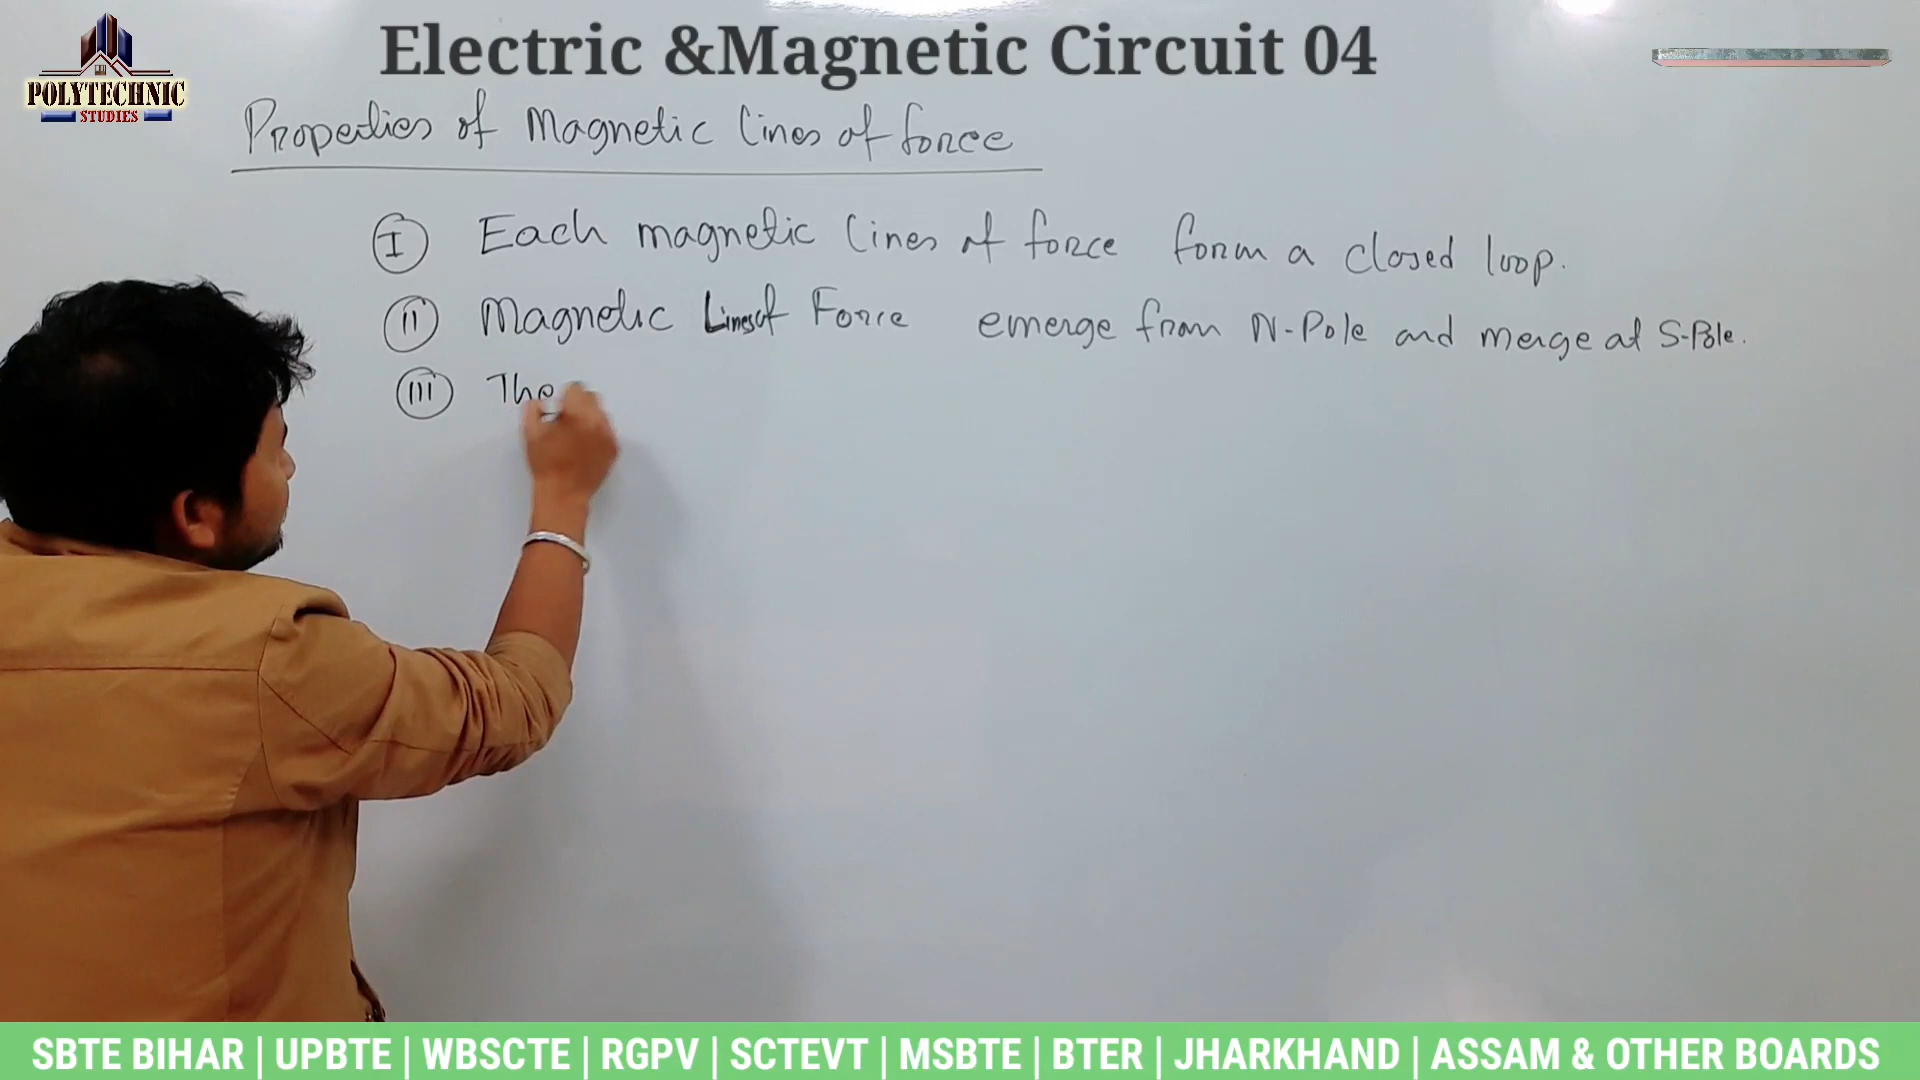 POLYTECHNIC
STUDIES
Electric &Magnetic Circuit 04
Properties of Magnetic lines of force
I Each magnetic lines of force form a closed loop.
II Magnetic Lines of Force emerge from N-Pole and merge at S-Pole.
III The
SBTE BIHAR | UPBTE | WBSCTE | RGPV | SCTEVT | MSBTE | BTER | JHARKHAND | ASSAM & OTHER BOARDS